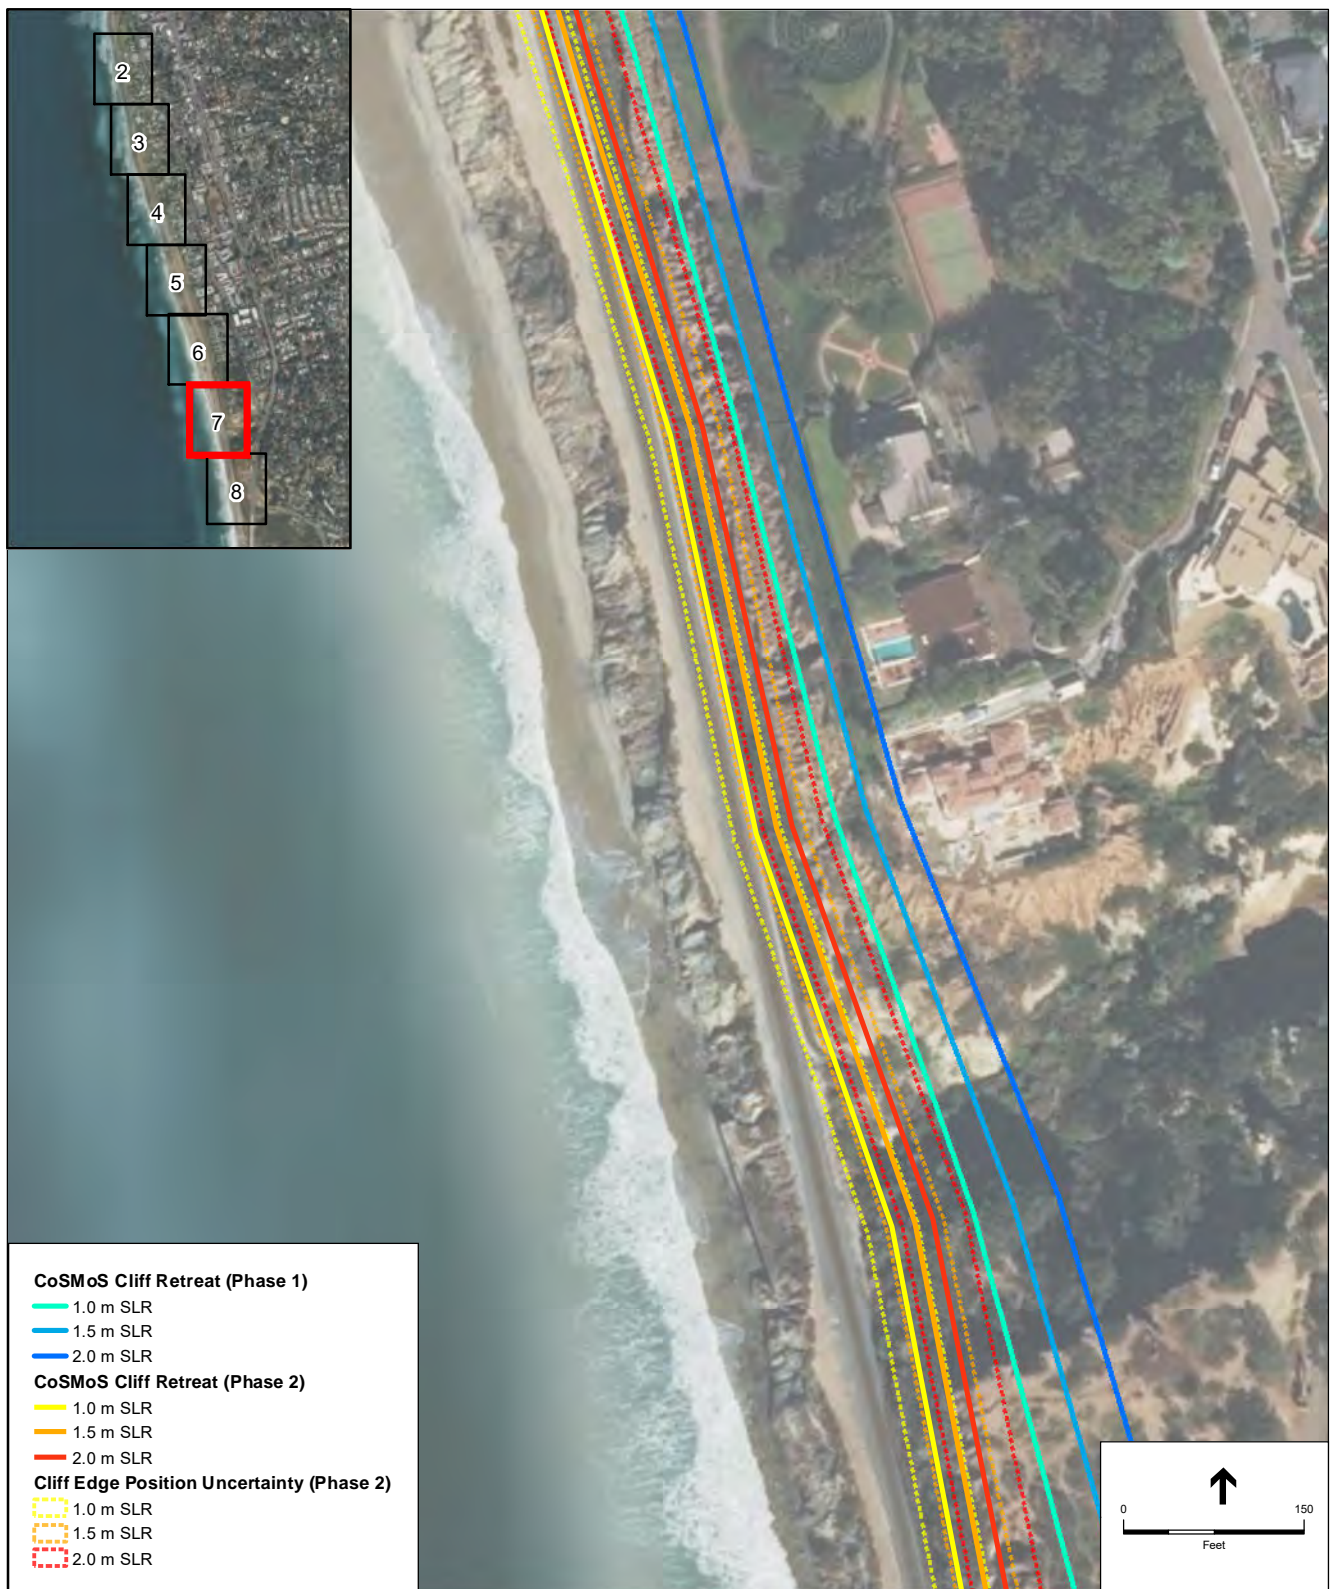 2
3
4
5
6
7
8
CoSMoS Cliff Retreat (Phase 1)
1.0 m SLR
1.5 m SLR
2.0 m SLR
CoSMoS Cliff Retreat (Phase 2)
1.0 m SLR
1.5 m SLR
2.0 m SLR
Cliff Edge Position Uncertainty (Phase 2)
1.0 m SLR
1.5 m SLR
2.0 m SLR
0 150
Feet